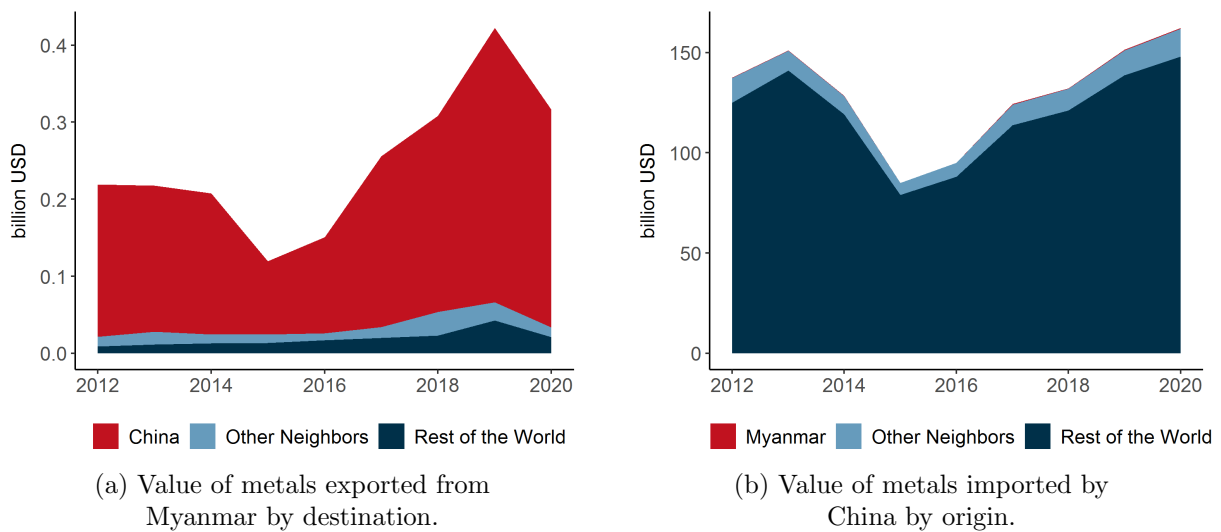 billion USD
0.4
0.3
0.2
0.1
0.0
2012 2014 2016 2018 2020
China Other Neighbors Rest of the World
(a) Value of metals exported from
Myanmar by destination.
billion USD
150
100
50
0
2012 2014 2016 2018 2020
Myanmar Other Neighbors Rest of the World
(b) Value of metals imported by
China by origin.